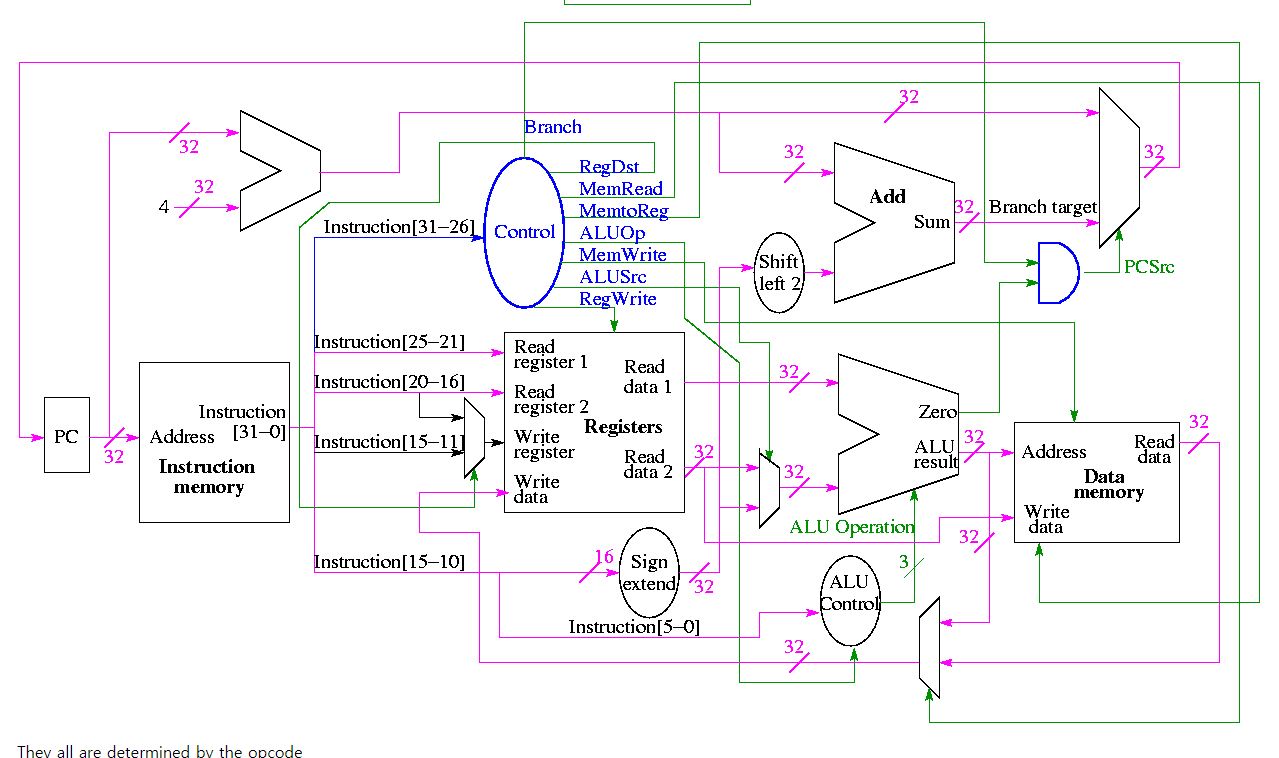 32
Branch
32
32
RegDst
32
32
MemRead
Add
4
MemtoReg
32
Branch target
Instruction[31–26]
Control
ALUOp
Sum
MemWrite
Shift
left 2
PCSrc
ALUSrc
RegWrite
Instruction[25–21]
Read
register 1
Read
data 1
32
Instruction[20–16]
Read
register 2
Registers
Zero
Instruction
[31–0]
PC
Address
32
Instruction
memory
Instruction[15–11]
Write
register
Read
data 2
32
32
ALU
result
32
Address
Read
data
32
Data
memory
Write
data
Write
data
ALU Operation
32
Instruction[15–10]
16
Sign
extend
32
3
ALU
Control
Instruction[5–0]
32
They all are determined by the opcode